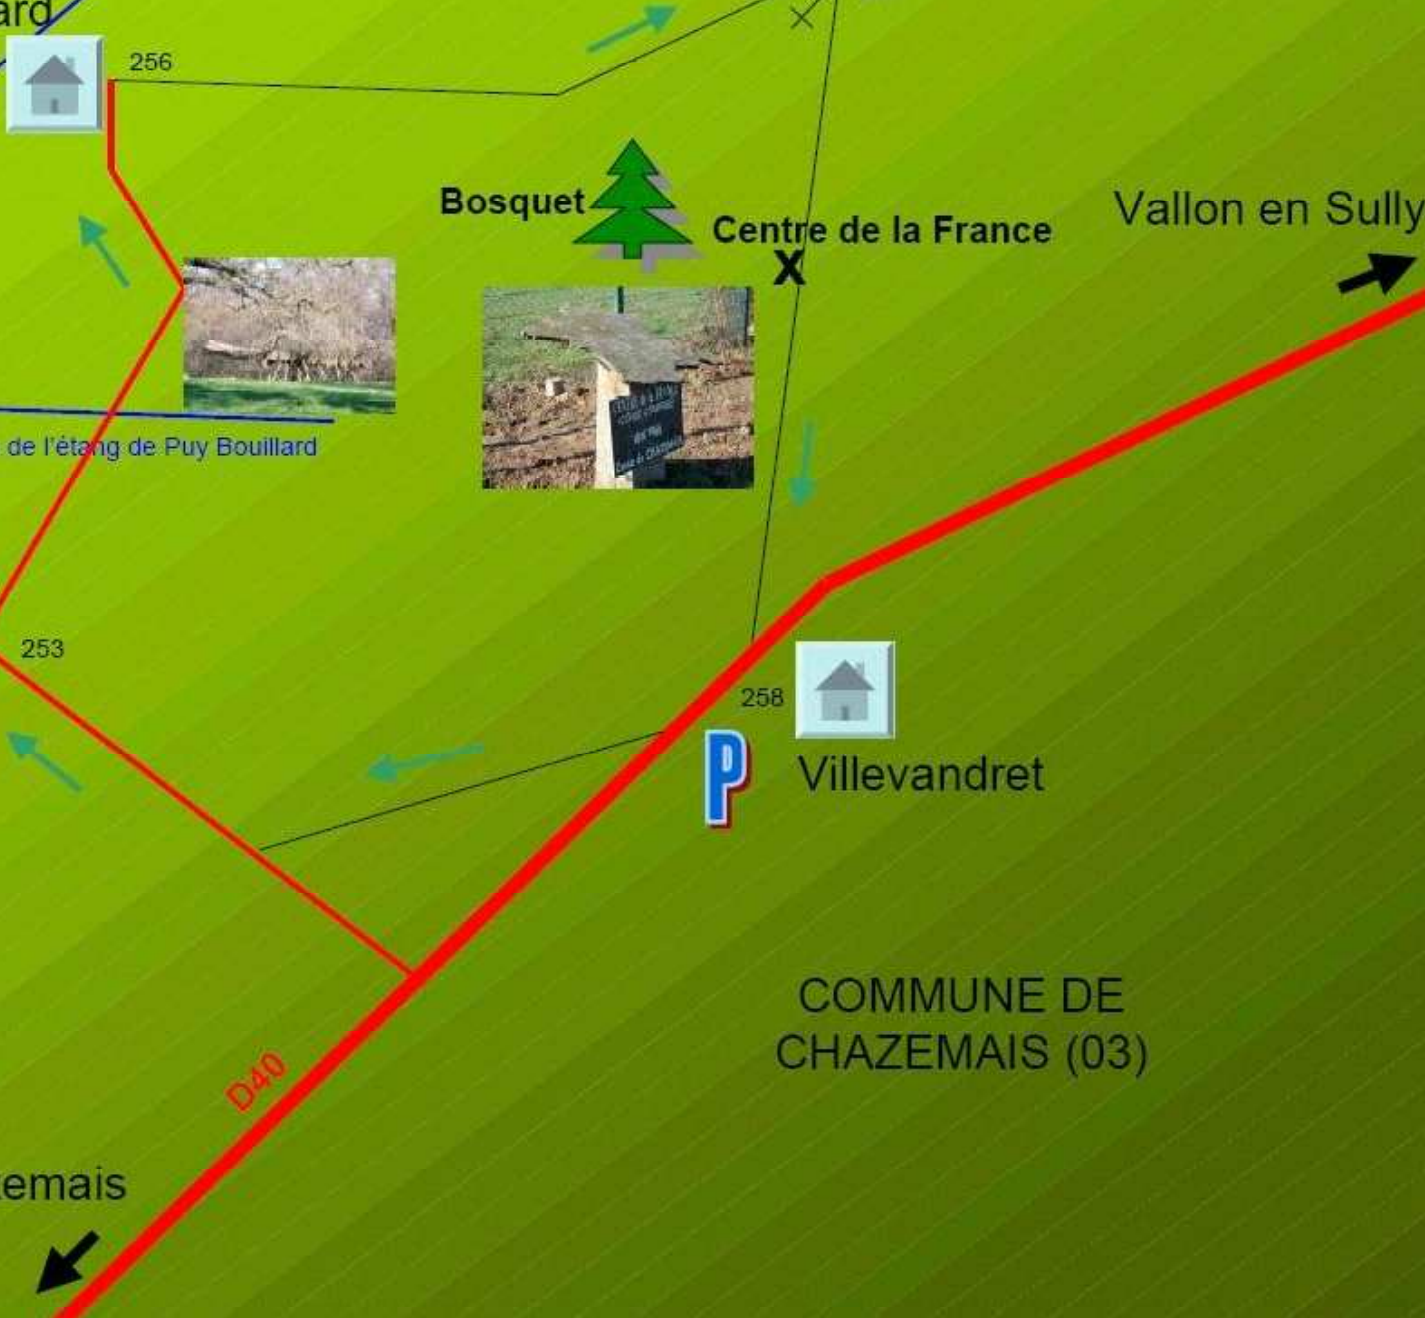 ard
256
Bosquet
Centre de la France
X
Vallon en Sully
de l'étang de Puy Bouillard
253
258
P
Villevandret
COMMUNE DE
CHAZEMAIS (03)
D40
emais